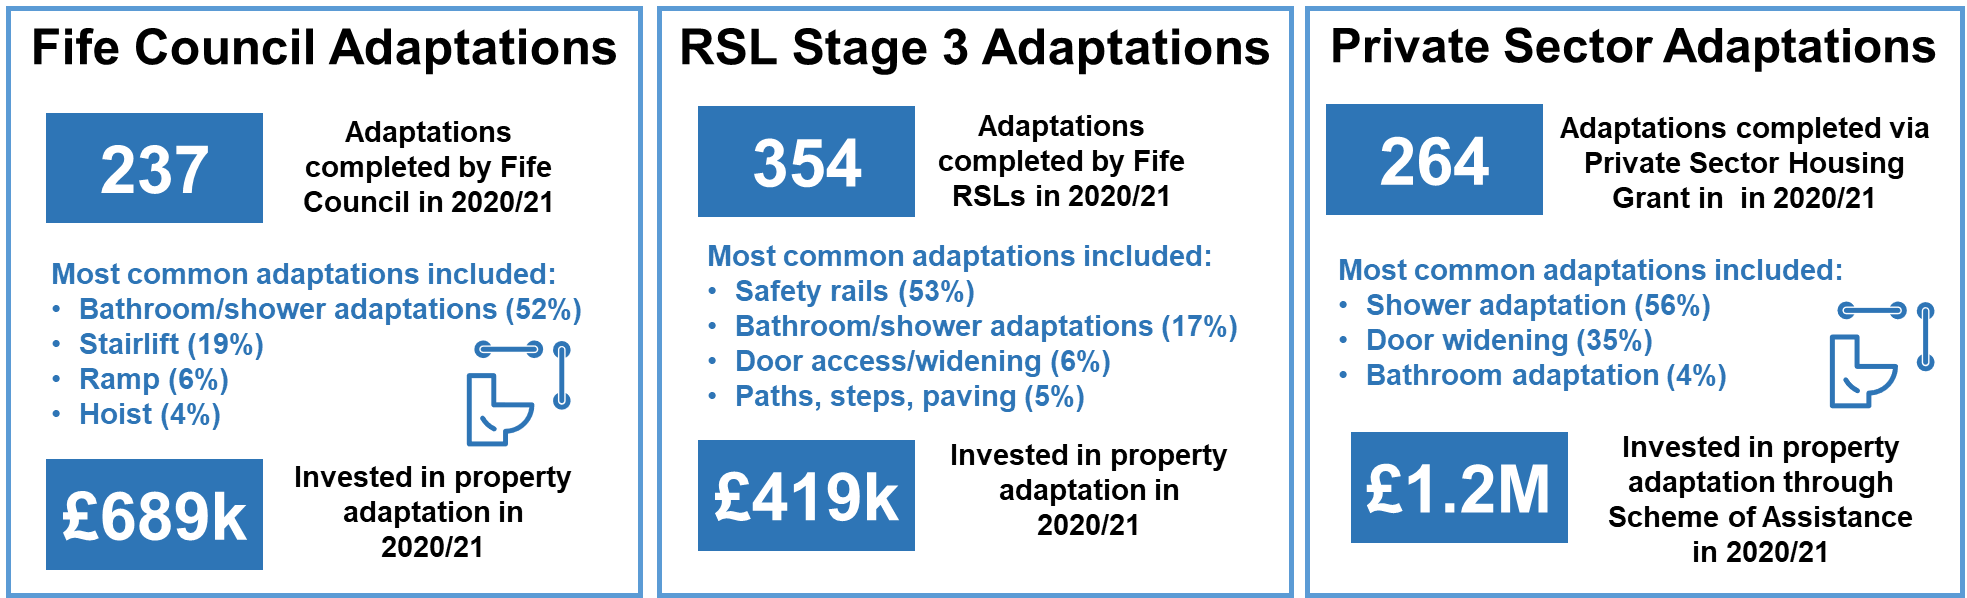 Fife Council Adaptations
237
Adaptations
completed by Fife
Council in 2020/21
Most common adaptations included:
• Bathroom/shower adaptations (52%)
• Stairlift (19%)
• Ramp (6%)
• Hoist (4%)
£689k
Invested in property
adaptation in
2020/21
RSL Stage 3 Adaptations
354
Adaptations
completed by Fife
RSLs in 2020/21
Most common adaptations included:
• Safety rails (53%)
• Bathroom/shower adaptations (17%)
• Door access/widening (6%)
• Paths, steps, paving (5%)
£419k
Invested in property
adaptation in
2020/21
Private Sector Adaptations
264
Adaptations completed via
Private Sector Housing
Grant in  in 2020/21
Most common adaptations included:
• Shower adaptation (56%)
• Door widening (35%)
• Bathroom adaptation (4%)
£1.2M
Invested in property
adaptation through
Scheme of Assistance
in 2020/21